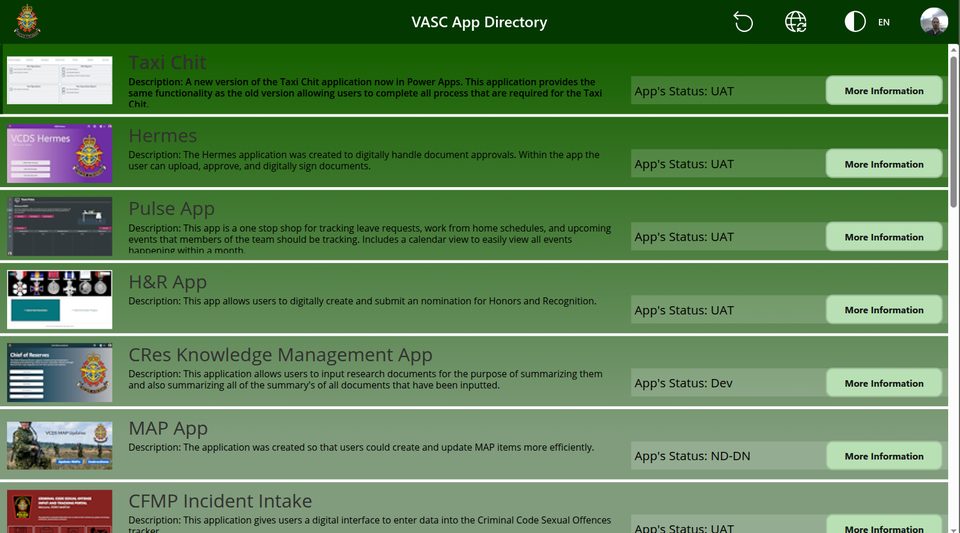 VASC App Directory
EN
Taxi Chit
Description: A new version of the Taxi Chit application now in Power Apps. This application provides the
same functionality as the old version allowing users to complete all process that are required for the Taxi
Chit.
App's Status: UAT
More Information
VCDS Hermes
Hermes
Description: The Hermes application was created to digitally handle document approvals. Within the app the
user can upload, approve, and digitally sign documents.
App's Status: UAT
More Information
Pulse App
Description: This app is a one stop shop for tracking leave requests, work from home schedules, and upcoming
events that members of the team should be tracking. Includes a calendar view to easily view all events
happening within a month.
App's Status: UAT
More Information
H&R App
Description: This app allows users to digitally create and submit an nomination for Honors and Recognition.
App's Status: UAT
More Information
Chief of Reserves
CRes Knowledge Management App
Description: This application allows users to input research documents for the purpose of summarizing them
and also summarizing all of the summary's of all documents that have been inputted.
App's Status: Dev
More Information
VCDS MAP Updates
MAP App
Description: The application was created so that users could create and update MAP items more efficiently.
App's Status: ND-DN
More Information
CRIMINAL CODE SEXUAL OFFENSE
INPUT AND TRACKING PORTAL
CFMP Incident Intake
Description: This application gives users a digital interface to enter data into the Criminal Code Sexual Offences
tracker.
App's Status: UAT
More Information